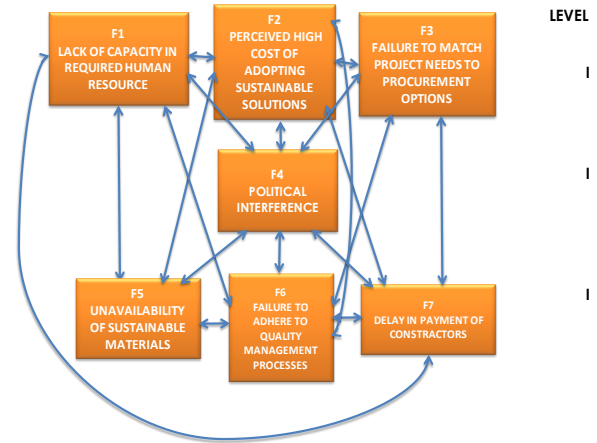 LEVEL
F1
LACK OF CAPACITY IN
REQUIRED HUMAN
RESOURCE
F2
PERCEIVED HIGH
COST OF
ADOPTING
SUSTAINABLE
SOLUTIONS
F3
FAILURE TO MATCH
PROJECT NEEDS TO
PROCUREMENT
OPTIONS
I
F4
POLITICAL
INTERFERENCE
I
F5
UNAVAILABILITY
OF SUSTAINABLE
MATERIALS
F6
FAILURE TO
ADHERE TO
QUALITY
MANAGEMENT
PROCESSES
F7
DELAY IN PAYMENT OF
CONSTRACTORS
I